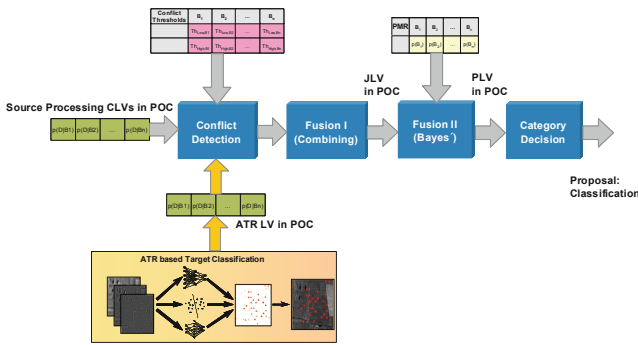 Conflict Thresholds B1 B2 ... Bn
ThLowB1 ThLowB2 ... ThLowBn
ThHighB1 ThHighB2 ... ThHighBn
PMR B1 B2 ... Bn
p(B1) p(B2) ... p(Bn)
JLV
in POC
PLV
in POC
Source Processing CLVs in POC
p(D|B1) p(D|B2) ... p(D|Bn)
Conflict
Detection
Fusion I
(Combining)
Fusion II
(Bayes´)
Category
Decision
Proposal:
Classification
p(D|B1) p(D|B2) ... p(D|Bn)
ATR LV in POC
ATR based Target Classification